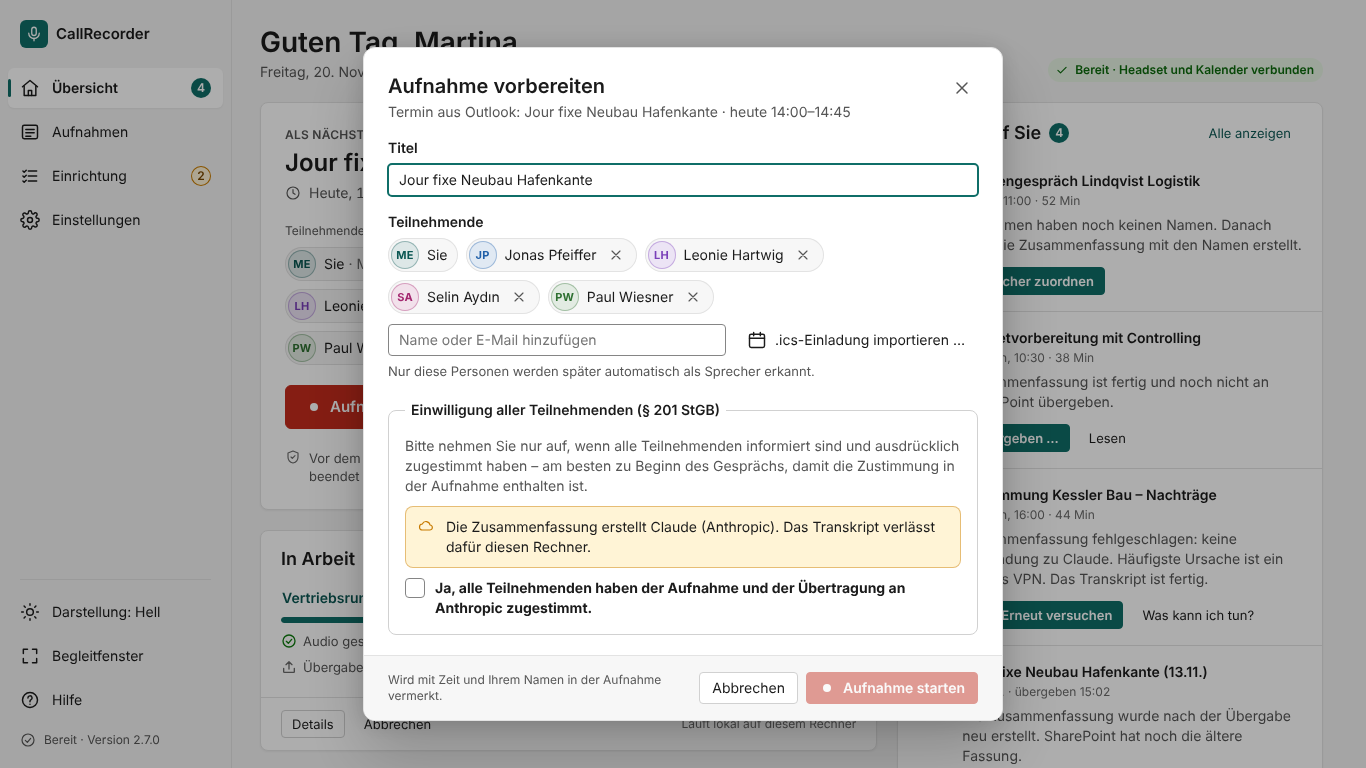 CallRecorder
Übersicht
4
Aufnahmen
Einrichtung
2
Einstellungen
Darstellung: Hell
Begleitfenster
Hilfe
Bereit · Version 2.7.0
Guten Tag, Martina
Freitag, 20. Nov
Bereit · Headset und Kalender verbunden
ALS NÄCHST
Jour fix
Heute, 1
Teilnehmende
ME Sie · M
LH Leonie
PW Paul W
Aufn
Vor dem
beendet
In Arbeit
Vertriebsrun
Audio ges
Übergabe
Details
Abbrechen
Läuft lokal auf diesem Rechner
Aufnahme vorbereiten
Termin aus Outlook: Jour fixe Neubau Hafenkante · heute 14:00–14:45
Titel
Jour fixe Neubau Hafenkante
Teilnehmende
ME Sie
JP Jonas Pfeiffer
LH Leonie Hartwig
SA Selin Aydın
PW Paul Wiesner
Name oder E-Mail hinzufügen
.ics-Einladung importieren ...
Nur diese Personen werden später automatisch als Sprecher erkannt.
Einwilligung aller Teilnehmenden (§ 201 StGB)
Bitte nehmen Sie nur auf, wenn alle Teilnehmenden informiert sind und ausdrücklich
zugestimmt haben – am besten zu Beginn des Gesprächs, damit die Zustimmung in
der Aufnahme enthalten ist.
Die Zusammenfassung erstellt Claude (Anthropic). Das Transkript verlässt
dafür diesen Rechner.
Ja, alle Teilnehmenden haben der Aufnahme und der Übertragung an
Anthropic zugestimmt.
Wird mit Zeit und Ihrem Namen in der Aufnahme
vermerkt.
Abbrechen
Aufnahme starten
f Sie
4
Alle anzeigen
engespräch Lindqvist Logistik
11:00 · 52 Min
men haben noch keinen Namen. Danach
ie Zusammenfassung mit den Namen erstellt.
cher zuordnen
etvorbereitung mit Controlling
n, 10:30 · 38 Min
mmenfassung ist fertig und noch nicht an
Point übergeben.
rgeben ...
Lesen
mmung Kessler Bau – Nachträge
n, 16:00 · 44 Min
mmenfassung fehlgeschlagen: keine
ndung zu Claude. Häufigste Ursache ist ein
s VPN. Das Transkript ist fertig.
Erneut versuchen
Was kann ich tun?
fixe Neubau Hafenkante (13.11.)
· übergeben 15:02
usammenfassung wurde nach der Übergabe
neu erstellt. SharePoint hat noch die ältere
Fassung.